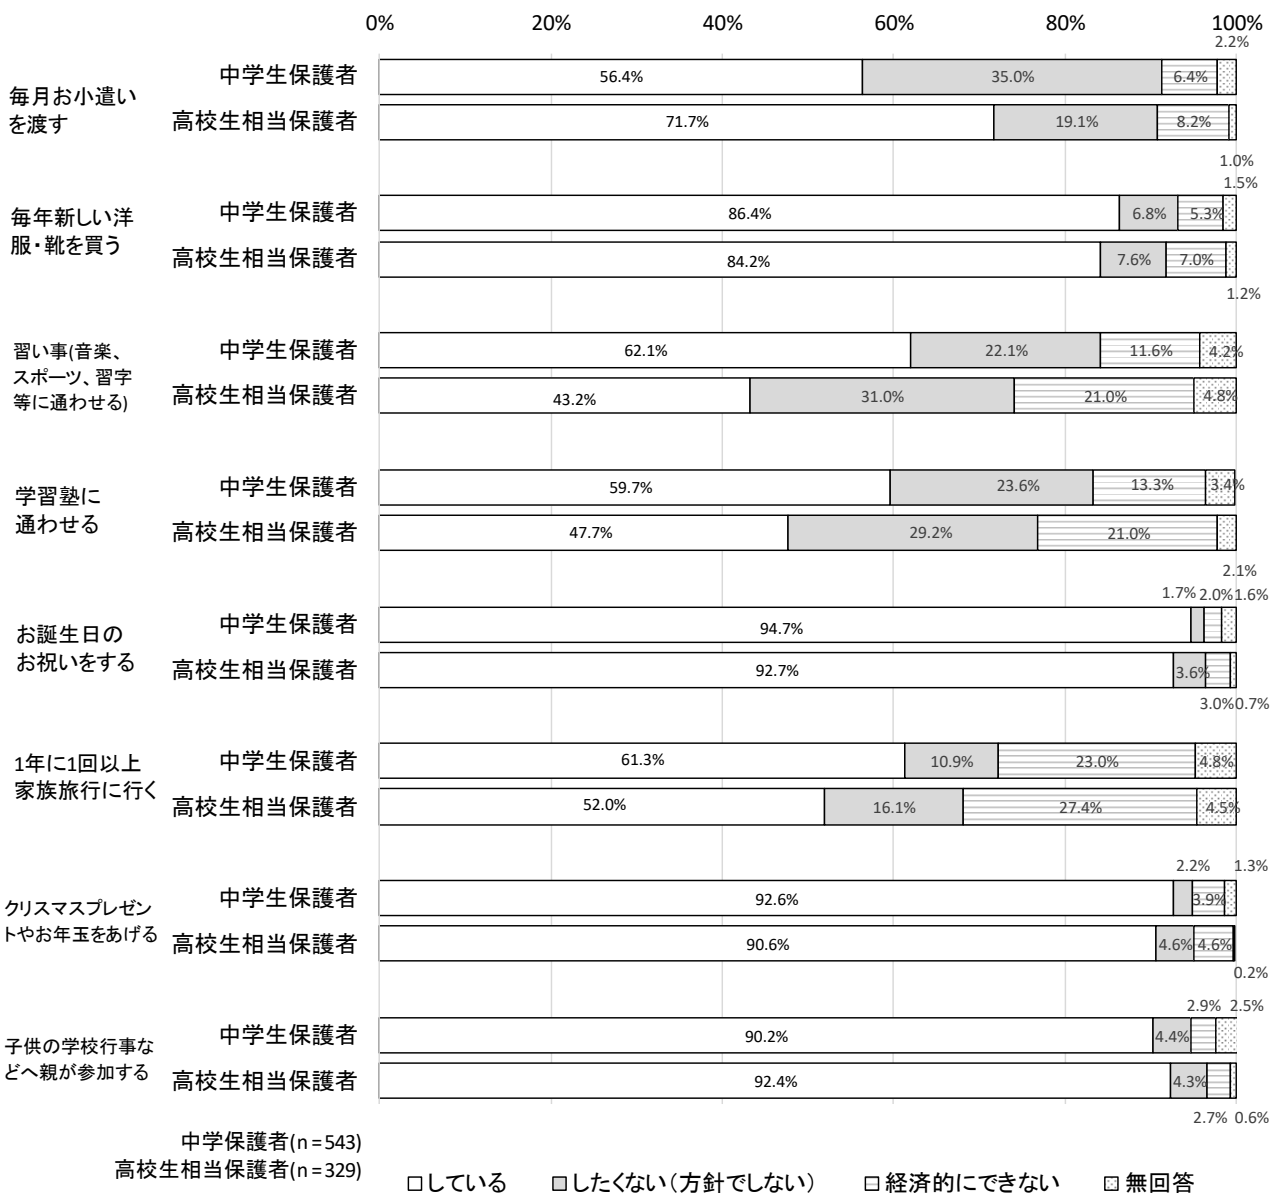 0% 20% 40% 60% 80% 100%
毎月お小遣い
を渡す
中学生保護者 56.4% 35.0% 6.4% 2.2%
高校生相当保護者 71.7% 19.1% 8.2% 1.0%
毎年新しい洋
服・靴を買う
中学生保護者 86.4% 6.8% 5.3% 1.5%
高校生相当保護者 84.2% 7.6% 7.0% 1.2%
習い事(音楽、
スポーツ、習字
等に通わせる)
中学生保護者 62.1% 22.1% 11.6% 4.2%
高校生相当保護者 43.2% 31.0% 21.0% 4.8%
学習塾に
通わせる
中学生保護者 59.7% 23.6% 13.3% 3.4%
高校生相当保護者 47.7% 29.2% 21.0% 2.1%
お誕生日の
お祝いをする
中学生保護者 94.7% 1.7% 2.0% 1.6%
高校生相当保護者 92.7% 3.6% 3.0% 0.7%
1年に1回以上
家族旅行に行く
中学生保護者 61.3% 10.9% 23.0% 4.8%
高校生相当保護者 52.0% 16.1% 27.4% 4.5%
クリスマスプレゼン
トやお年玉をあげる
中学生保護者 92.6% 2.2% 3.9% 1.3%
高校生相当保護者 90.6% 4.6% 4.6% 0.2%
子供の学校行事な
どへ親が参加する
中学生保護者 90.2% 4.4% 2.9% 2.5%
高校生相当保護者 92.4% 4.3% 2.7% 0.6%
中学保護者(n=543)
高校生相当保護者(n=329)
している したくない(方針でしない) 経済的にできない 無回答